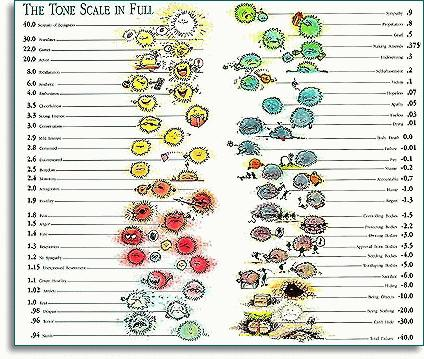 THE TONE SCALE IN FULL
40.0 Serenity of Beingness
30.0 Postulates
22.0 Games
20.0 Action
8.0 Exhilaration
6.0 Aesthetic
4.0 Enthusiasm
3.5 Cheerfulness
3.3 Strong Interest
3.0 Conservatism
2.9 Mild Interest
2.8 Contented
2.6 Disinterested
2.5 Boredom
2.4 Monotony
2.0 Antagonism
1.9 Hostility
1.8 Pain
1.5 Anger
1.4 Hate
1.3 Resentment
1.2 No Sympathy
1.15 Unexpressed Resentment
1.1 Covert Hostility
1.02 Anxiety
1.0 Fear
.98 Despair
.96 Terror
.94 Numb
Sympathy .9
Propitiation .8
Grief .5
Making Amends .375
Undeserving .3
Self-abasement .2
Victim .1
Hopeless .07
Apathy .05
Useless .03
Dying .01
Body Death 0.0
Failure -0.01
Pity -0.1
Shame -0.2
Accountable -0.7
Blame -1.0
Regret -1.3
Controlling Bodies -1.5
Protecting Bodies -2.2
Owning Bodies -3.0
Approval from Bodies -3.5
Needing Bodies -4.0
Worshiping Bodies -5.0
Sacrifice -6.0
Hiding -8.0
Being Objects -10.0
Being Nothing -20.0
Can't Hide -30.0
Total Failure -40.0